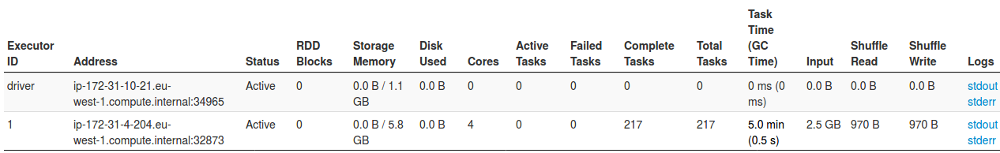 Task
Time
Executor RDD Storage Disk Active Failed Complete Total (GC Shuffle Shuffle
ID Address Status Blocks Memory Used Cores Tasks Tasks Tasks Tasks Time) Input Read Write Logs
driver ip-172-31-10-21.eu- Active 0 0.0 B / 1.1 0.0 B 0 0 0 0 0 0 ms (0 0.0 B 0.0 B 0.0 B stdout
west-1.compute.internal:34965 GB ms) stderr
1 ip-172-31-4-204.eu- Active 0 0.0 B / 5.8 0.0 B 4 0 0 217 217 5.0 min 2.5 GB 970 B 970 B stdout
west-1.compute.internal:32873 GB (0.5 s) stderr